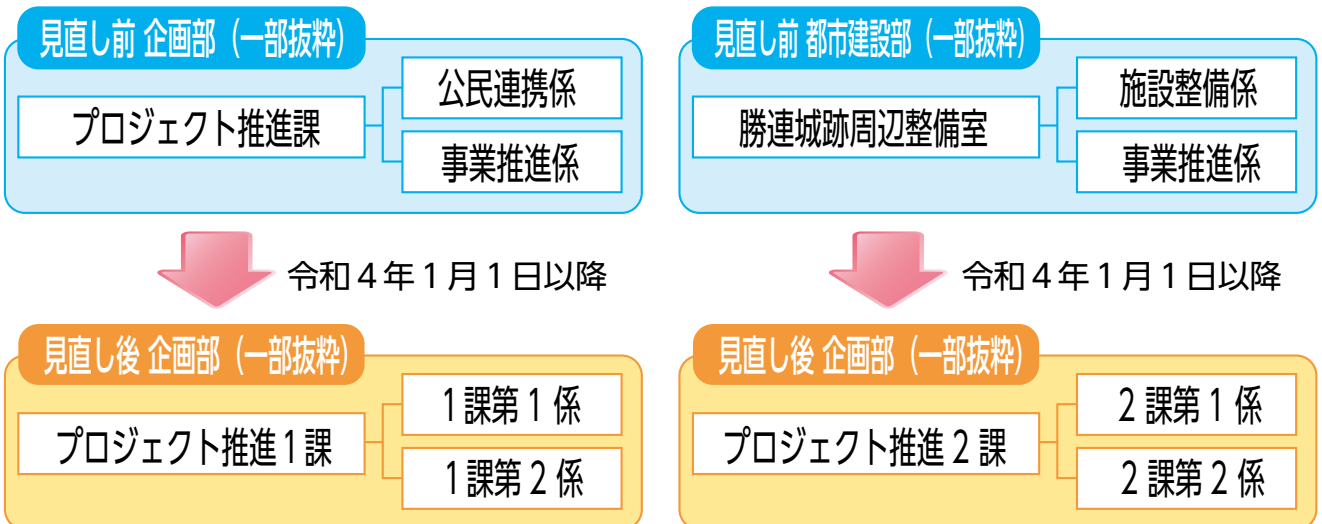 見直し前 企画部（一部抜粋）
プロジェクト推進課
公民連携係
事業推進係
見直し前 都市建設部（一部抜粋）
勝連城跡周辺整備室
施設整備係
事業推進係
令和４年１月１日以降
令和４年１月１日以降
見直し後 企画部（一部抜粋）
プロジェクト推進１課
１課第１係
１課第２係
見直し後 企画部（一部抜粋）
プロジェクト推進２課
２課第１係
２課第２係